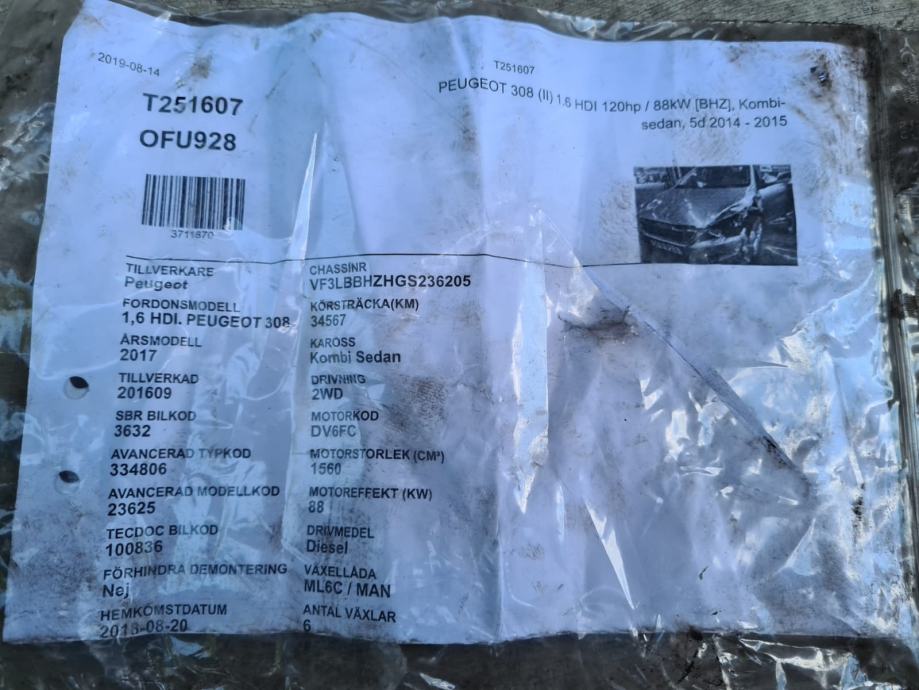 2019-08-14
T251607
T251607
OFU928
PEUGEOT 308 (II) 1.6 HDI 120hp / 88kW [BHZ], Kombi-
sedan, 5d 2014 - 2015
3711870
TILLVERKARE
Peugeot
FORDONSMODELL
1,6 HDI. PEUGEOT 308
ÅRSMODELL
2017
TILLVERKAD
201609
SBR BILKOD
3632
AVANCERAD TYPKOD
334806
AVANCERAD MODELLKOD
23625
TECDOC BILKOD
100836
FÖRHINDRA DEMONTERING
Nej
HEMKOMSTDATUM
2018-08-20
CHASSINR
VF3LBBHZHGS236205
KÖRSTRÄCKA(KM)
34567
KAROSS
Kombi Sedan
DRIVNING
2WD
MOTORKOD
DV6FC
MOTORSTORLEK (CM³)
1560
MOTOREFFEKT (KW)
88
DRIVMEDEL
Diesel
VÄXELLÅDA
ML6C / MAN
ANTAL VÄXLAR
6